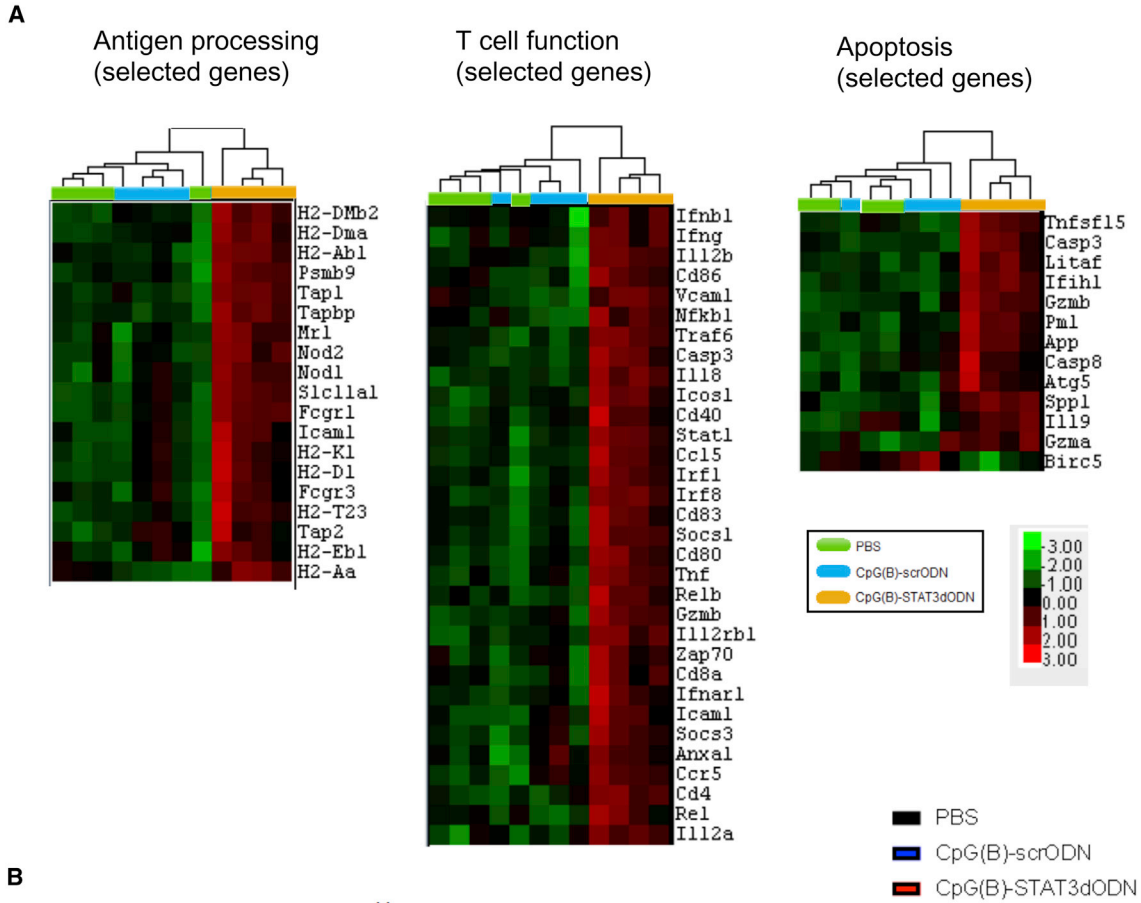 A
Antigen processing
(selected genes)
T cell function
(selected genes)
Apoptosis
(selected genes)
H2-DMb2
H2-Dma
H2-Ab1
Psmb9
Tap1
Tapbp
Mr1
Nod2
Nod1
Slc11a1
Fcgr1
Icam1
H2-K1
H2-D1
Fcgr3
H2-T23
Tap2
H2-Eb1
H2-Aa
Ifnb1
Ifng
Il12b
Cd86
Vcam1
Nfkb1
Traf6
Casp3
Il18
Icosl
Cd40
Stat1
Ccl5
Irf1
Irf8
Cd83
Socs1
Cd80
Tnf
Relb
Gzmb
Il12rb1
Zap70
Cd8a
Ifnar1
Icam1
Socs3
Anxa1
Ccr5
Cd4
Rel
Il12a
Tnfsf15
Casp3
Litaf
Ifih1
Gzmb
Pml
App
Casp8
Atg5
Spp1
Il19
Gzma
Birc5
PBS
CpG(B)-scrODN
CpG(B)-STAT3dODN
-3.00
-2.00
-1.00
0.00
1.00
2.00
3.00
PBS
CpG(B)-scrODN
CpG(B)-STAT3dODN
B